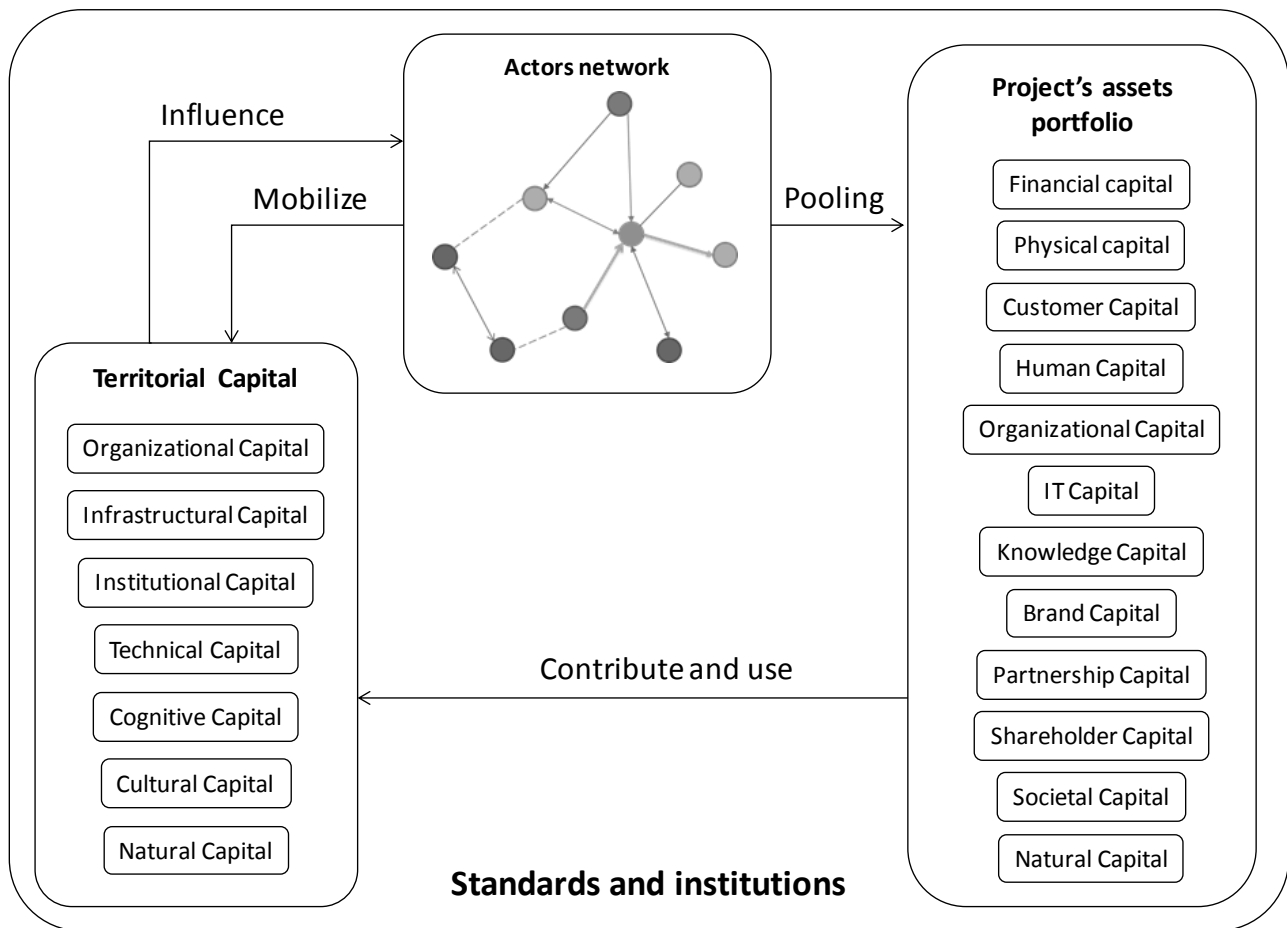 Actors network
Influence
Mobilize
Pooling
Project's assets
portfolio
Financial capital
Physical capital
Customer Capital
Human Capital
Organizational Capital
IT Capital
Knowledge Capital
Brand Capital
Partnership Capital
Shareholder Capital
Societal Capital
Natural Capital
Territorial Capital
Organizational Capital
Infrastructural Capital
Institutional Capital
Technical Capital
Cognitive Capital
Cultural Capital
Natural Capital
Contribute and use
Standards and institutions